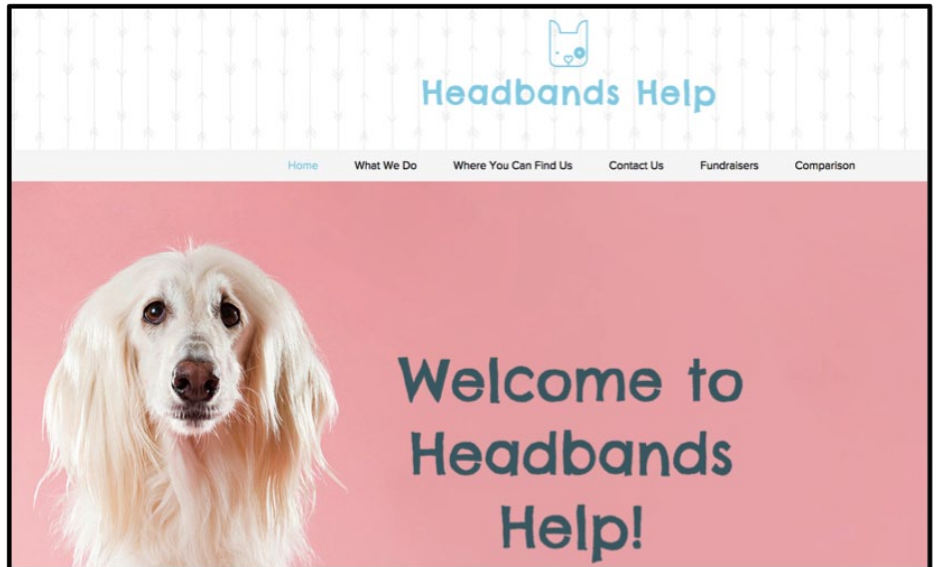 Headbands Help
Home What We Do Where You Can Find Us Contact Us Fundraisers Comparison
Welcome to
Headbands
Help!